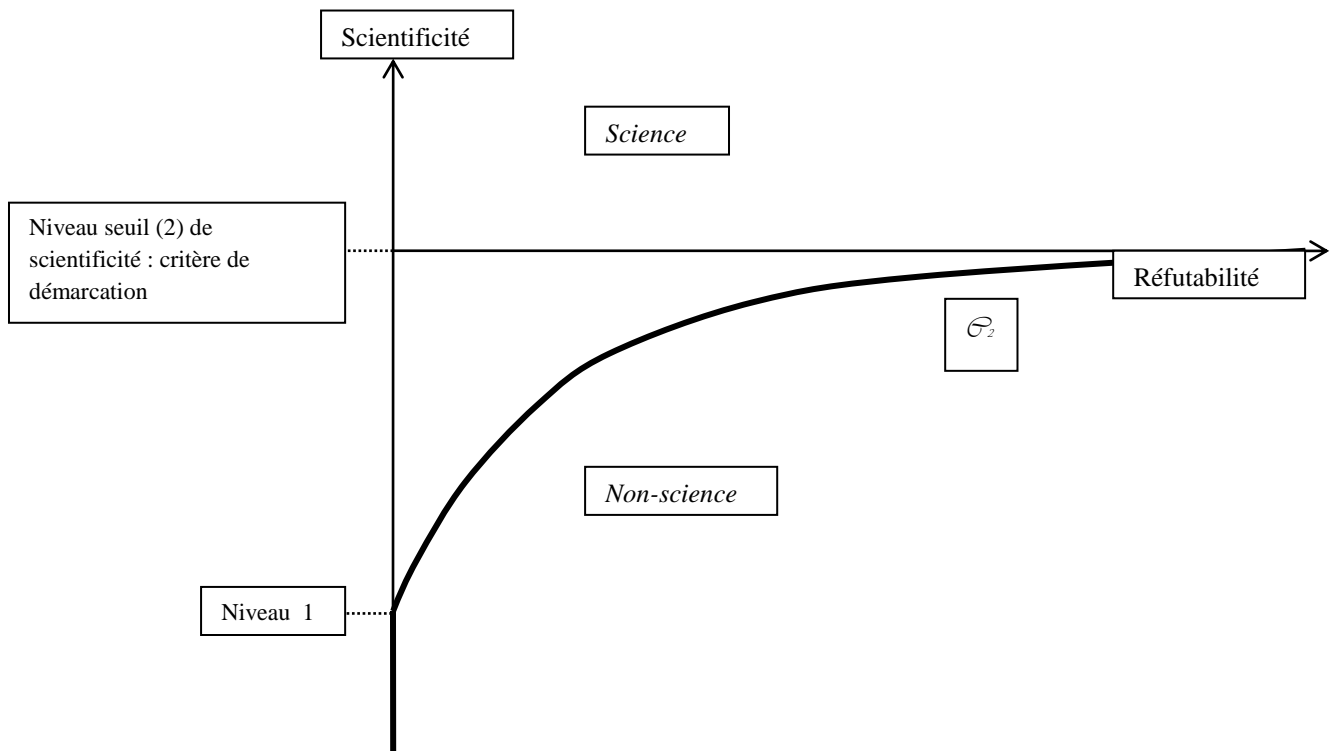 Scientificité
Science
Niveau seuil (2) de
scientificité : critère de
démarcation
Réfutabilité
𝒞₂
Non-science
Niveau 1